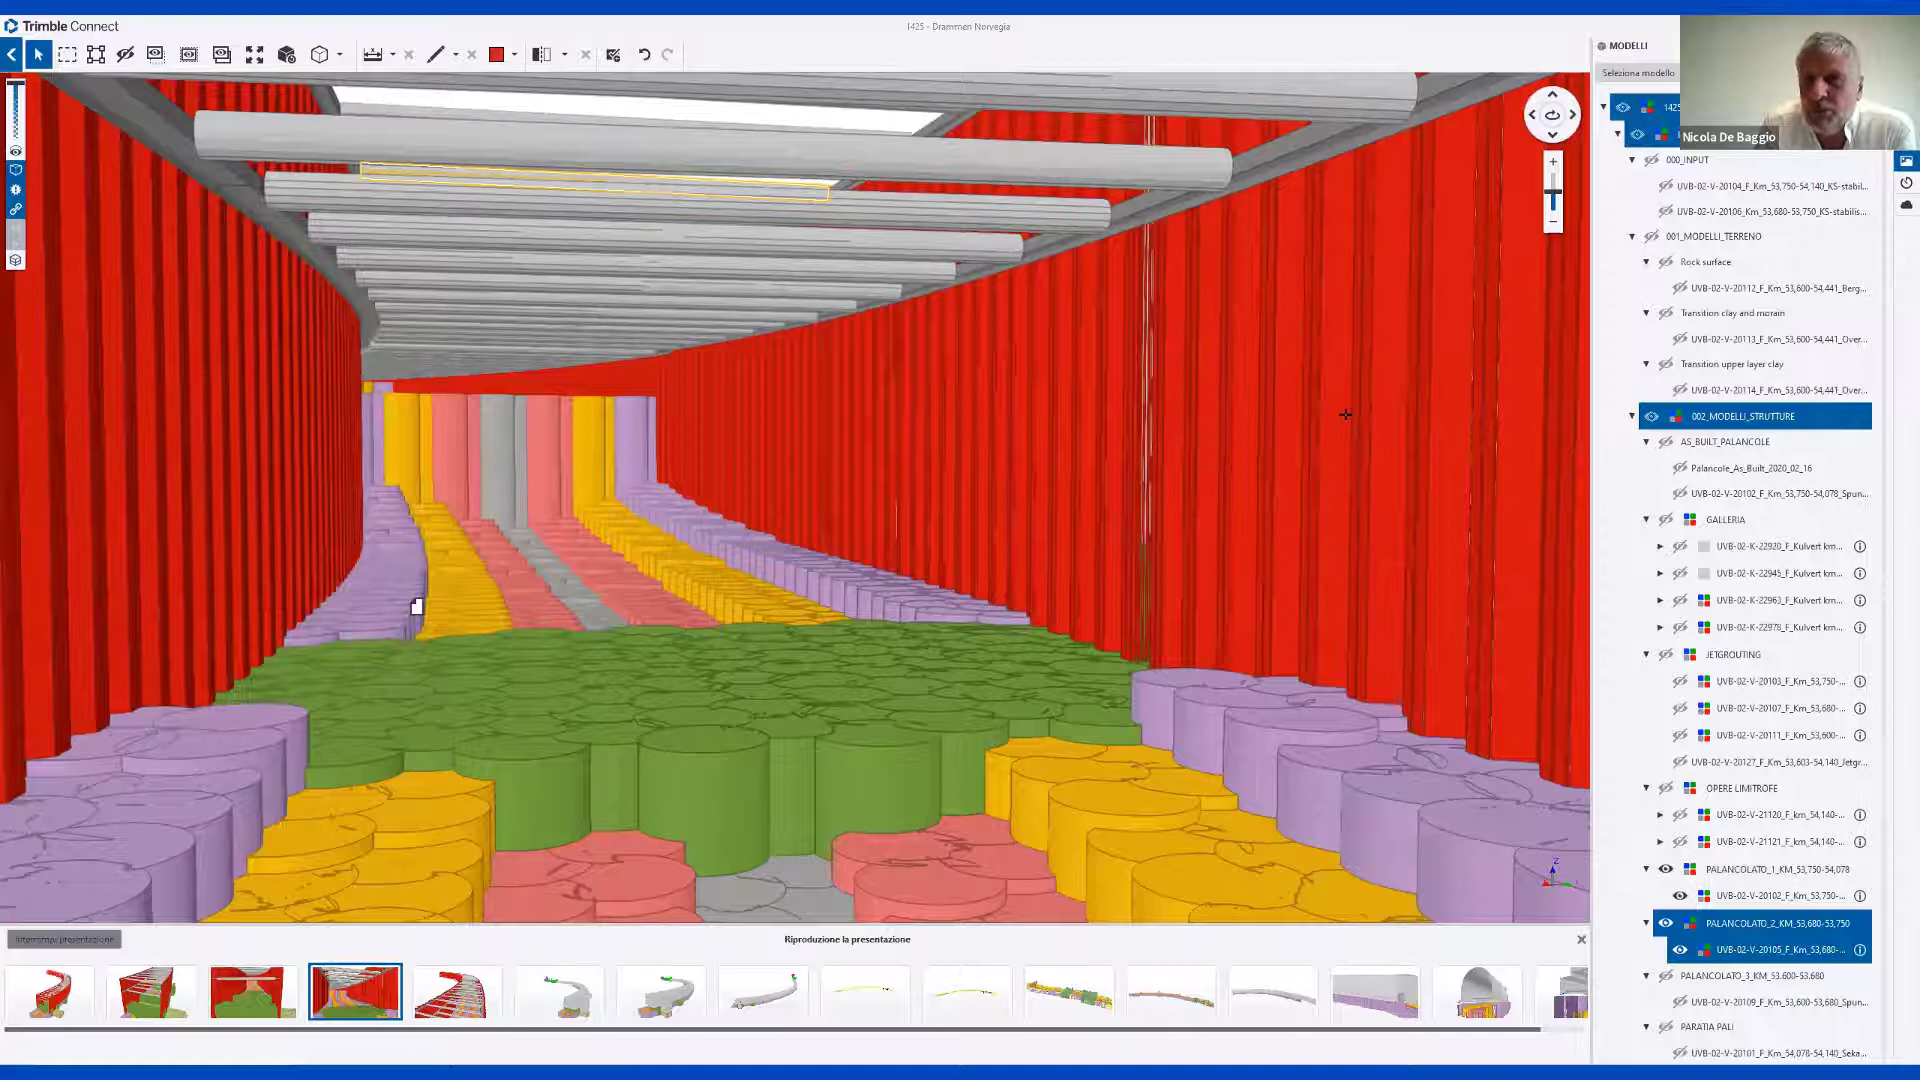 Trimble Connect
1425 - Drammen Norvegia
MODELLI
Seleziona modello
Nicola De Baggio
1425
000_INPUT
UVB-02-V-20104_F_Km_53,750-54,140_KS-stabil...
UVB-02-V-20106_Km_53,680-53,750_KS-stabilis...
001_MODELLI_TERRENO
Rock surface
UVB-02-V-20112_F_Km_53,600-54,441_Berg...
Transition clay and morain
UVB-02-V-20113_F_Km_53,600-54,441_Over...
Transition upper layer clay
UVB-02-V-20114_F_Km_53,600-54,441_Over...
002_MODELLI_STRUTTURE
AS_BUILT_PALANCOLE
Palancole_As_Built_2020_02_16
UVB-02-V-20102_F_Km_53,750-54,078_Spun...
GALLERIA
UVB-02-K-22920_F_Kulvert km...
UVB-02-K-22945_F_Kulvert km...
UVB-02-K-22963_F_Kulvert km...
UVB-02-K-22978_F_Kulvert km...
JETGROUTING
UVB-02-V-20103_F_Km_53,750-...
UVB-02-V-20107_F_Km_53,680-...
UVB-02-V-20111_F_Km_53,600-...
UVB-02-V-20127_F_Km_53,603-54,140_Jetgr...
OPERE LIMITROFE
UVB-02-V-21120_F_km_54,140-...
UVB-02-V-21121_F_km_54,140-...
PALANCOLATO_1_KM_53,750-54,078
UVB-02-V-20102_F_Km_53,750-...
PALANCOLATO_2_KM_53,680-53,750
UVB-02-V-20105_F_Km_53,680-...
PALANCOLATO_3_KM_53.600-53.680
UVB-02-V-20109_F_Km_53,600-53,680_Spun...
PARATIA PALI
UVB-02-V-20101_F_Km_54,078-54,140_Seka...
Z
Interrompi presentazione
Riproduzione la presentazione